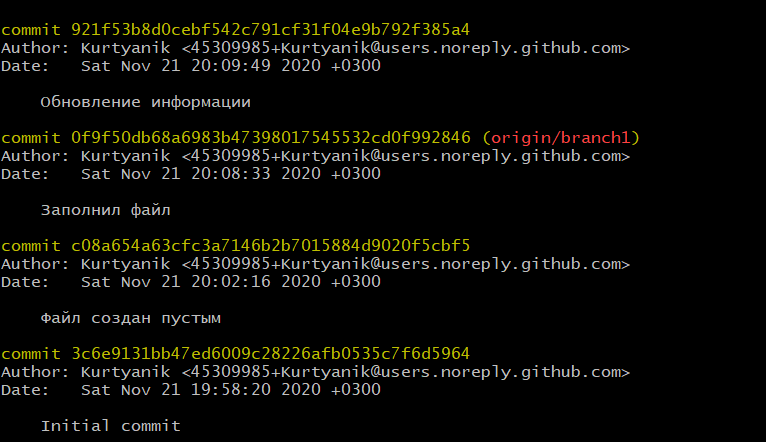 commit 921f53b8d0cebf542c791cf31f04e9b792f385a4
Author: Kurtyanik <45309985+Kurtyanik@users.noreply.github.com>
Date:   Sat Nov 21 20:09:49 2020 +0300
Обновление информации
commit 0f9f50db68a6983b47398017545532cd0f992846 (origin/branch1)
Author: Kurtyanik <45309985+Kurtyanik@users.noreply.github.com>
Date:   Sat Nov 21 20:08:33 2020 +0300
Заполнил файл
commit c08a654a63cfc3a7146b2b7015884d9020f5cbf5
Author: Kurtyanik <45309985+Kurtyanik@users.noreply.github.com>
Date:   Sat Nov 21 20:02:16 2020 +0300
Файл создан пустым
commit 3c6e9131bb47ed6009c28226afb0535c7f6d5964
Author: Kurtyanik <45309985+Kurtyanik@users.noreply.github.com>
Date:   Sat Nov 21 19:58:20 2020 +0300
Initial commit